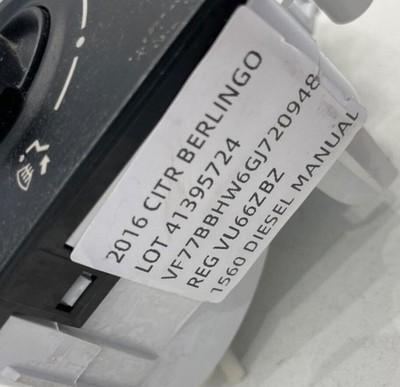 2016 CITR BERLINGO
LOT 41395724
VF77BBHW6GJ720948
REG VU66ZBZ
1560 DIESEL MANUAL